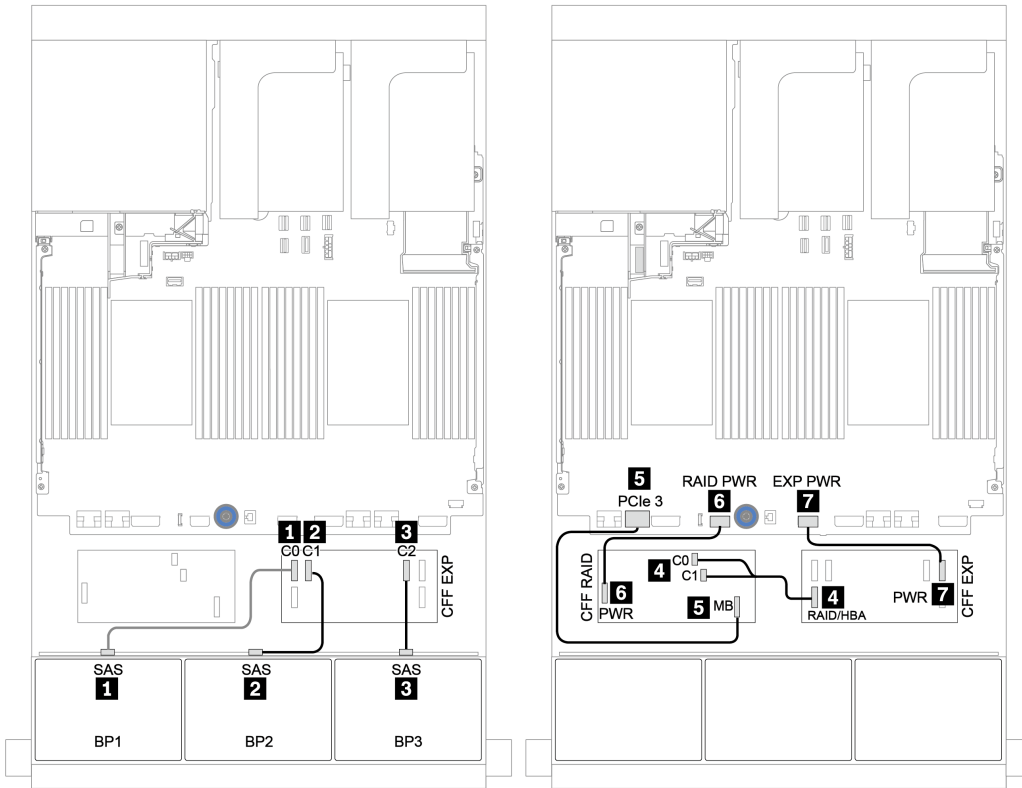 1 2 3
C0 C1 C2
CFF EXP
SAS SAS SAS
1 2 3
BP1 BP2 BP3
5 RAID PWR EXP PWR
PCIe 3 6 7
CFF RAID
4 C0
C1
6
PWR
5 MB
4
RAID/HBA
PWR 7
CFF EXP